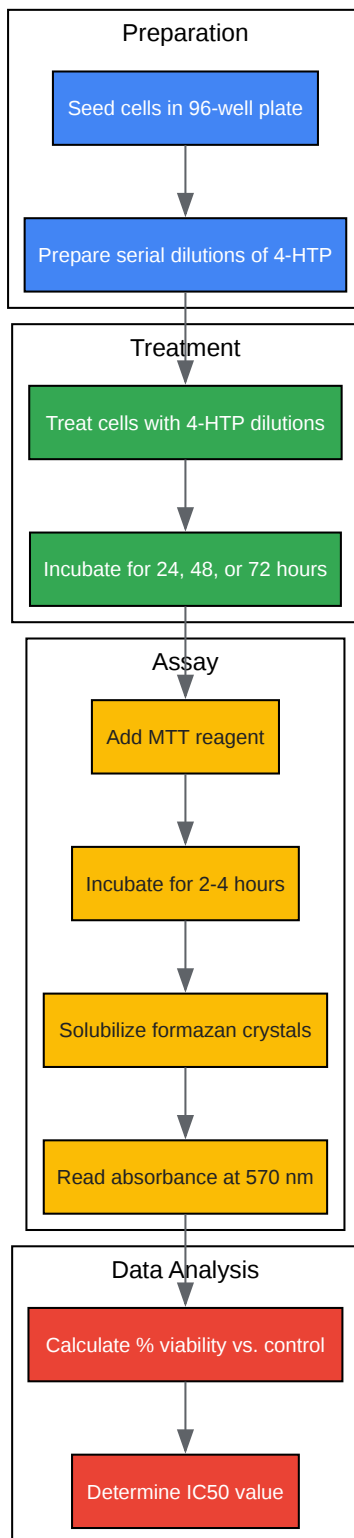 Preparation
Seed cells in 96-well plate
Prepare serial dilutions of 4-HTP
Treatment
Treat cells with 4-HTP dilutions
Incubate for 24, 48, or 72 hours
Assay
Add MTT reagent
Incubate for 2-4 hours
Solubilize formazan crystals
Read absorbance at 570 nm
Data Analysis
Calculate % viability vs. control
Determine IC50 value